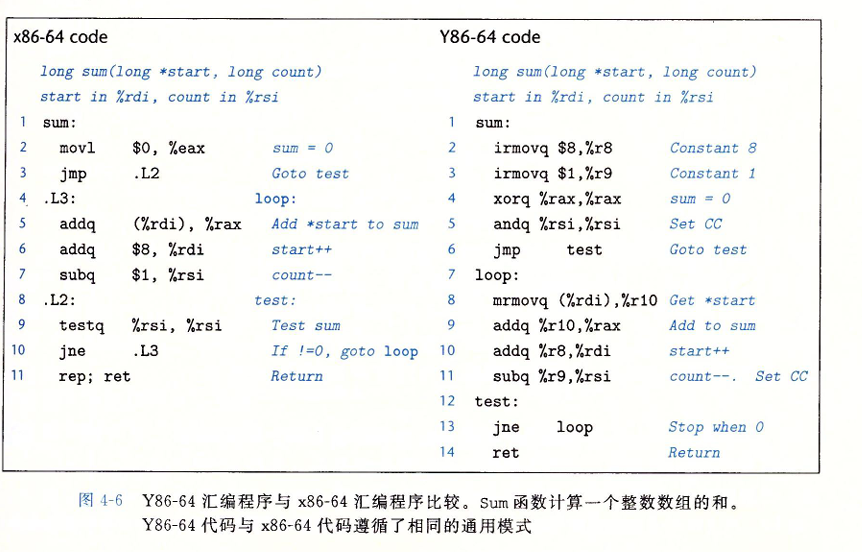 x86-64 code
long sum(long *start, long count)
start in %rdi, count in %rsi
1 sum:
2 movl $0, %eax sum = 0
3 jmp .L2 Goto test
4 .L3: loop:
5 addq (%rdi), %rax Add *start to sum
6 addq $8, %rdi start++
7 subq $1, %rsi count--
8 .L2: test:
9 testq %rsi, %rsi Test sum
10 jne .L3 If !=0, goto loop
11 rep; ret Return
Y86-64 code
long sum(long *start, long count)
start in %rdi, count in %rsi
1 sum:
2 irmovq $8,%r8 Constant 8
3 irmovq $1,%r9 Constant 1
4 xorq %rax,%rax sum = 0
5 andq %rsi,%rsi Set CC
6 jmp test Goto test
7 loop:
8 mrmovq (%rdi),%r10 Get *start
9 addq %r10,%rax Add to sum
10 addq %r8,%rdi start++
11 subq %r9,%rsi count--. Set CC
12 test:
13 jne loop Stop when 0
14 ret Return
图 4-6 Y86-64 汇编程序与 x86-64 汇编程序比较。Sum 函数计算一个整数数组的和。
Y86-64 代码与 x86-64 代码遵循了相同的通用模式